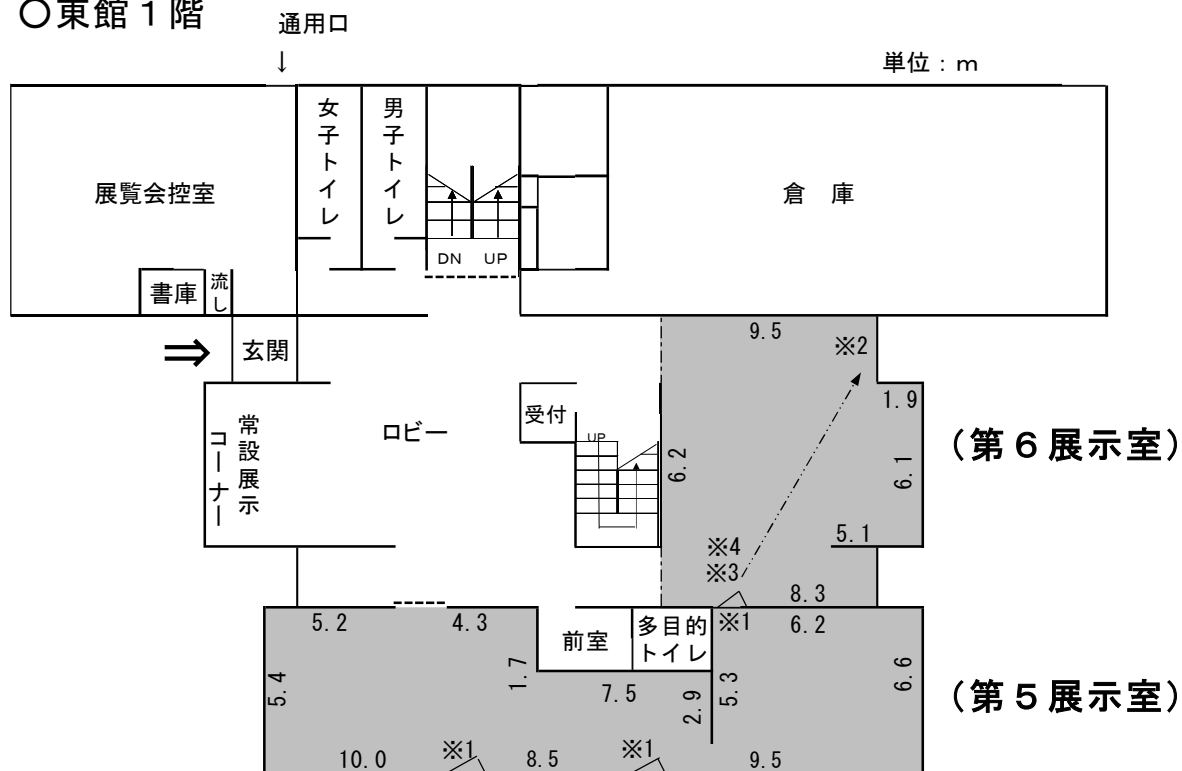 〇東館1階
通用口
↓
単位：ｍ
展覧会控室
女子トイレ
男子トイレ
倉　庫
DN UP
書庫
流し
⇒ 玄関
9.5
※2
1.9
常設展示
コーナー
ロビー
受付
UP
6.2
6.1
（第６展示室）
5.1
※4
※3
8.3
5.2
4.3
前室
多目的
トイレ
※1
6.2
5.4
1.7
7.5
2.9
5.3
6.6
（第５展示室）
10.0
※1
8.5
※1
9.5